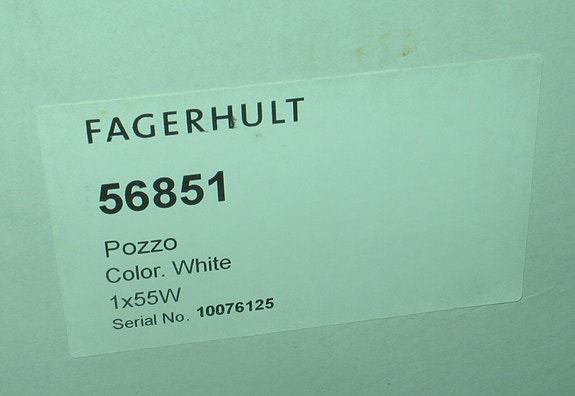 FAGERHULT
56851
Pozzo
Color. White
1x55W
Serial No. 10076125